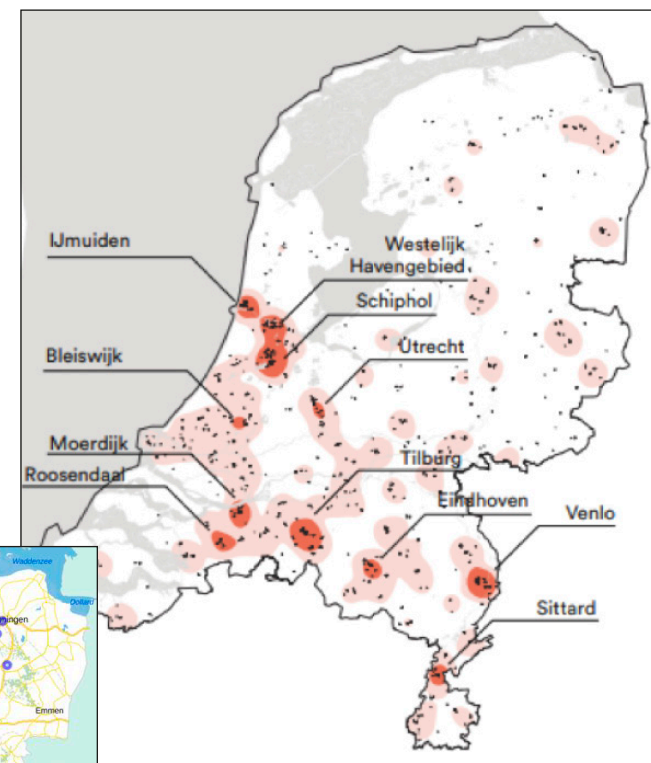 IJmuiden
Westelijk
Havengebied
Schiphol
Bleiswijk
Utrecht
Moerdijk
Tilburg
Roosendaal
Eindhoven
Venlo
Sittard
Waddenzee
Dollard
Emmen